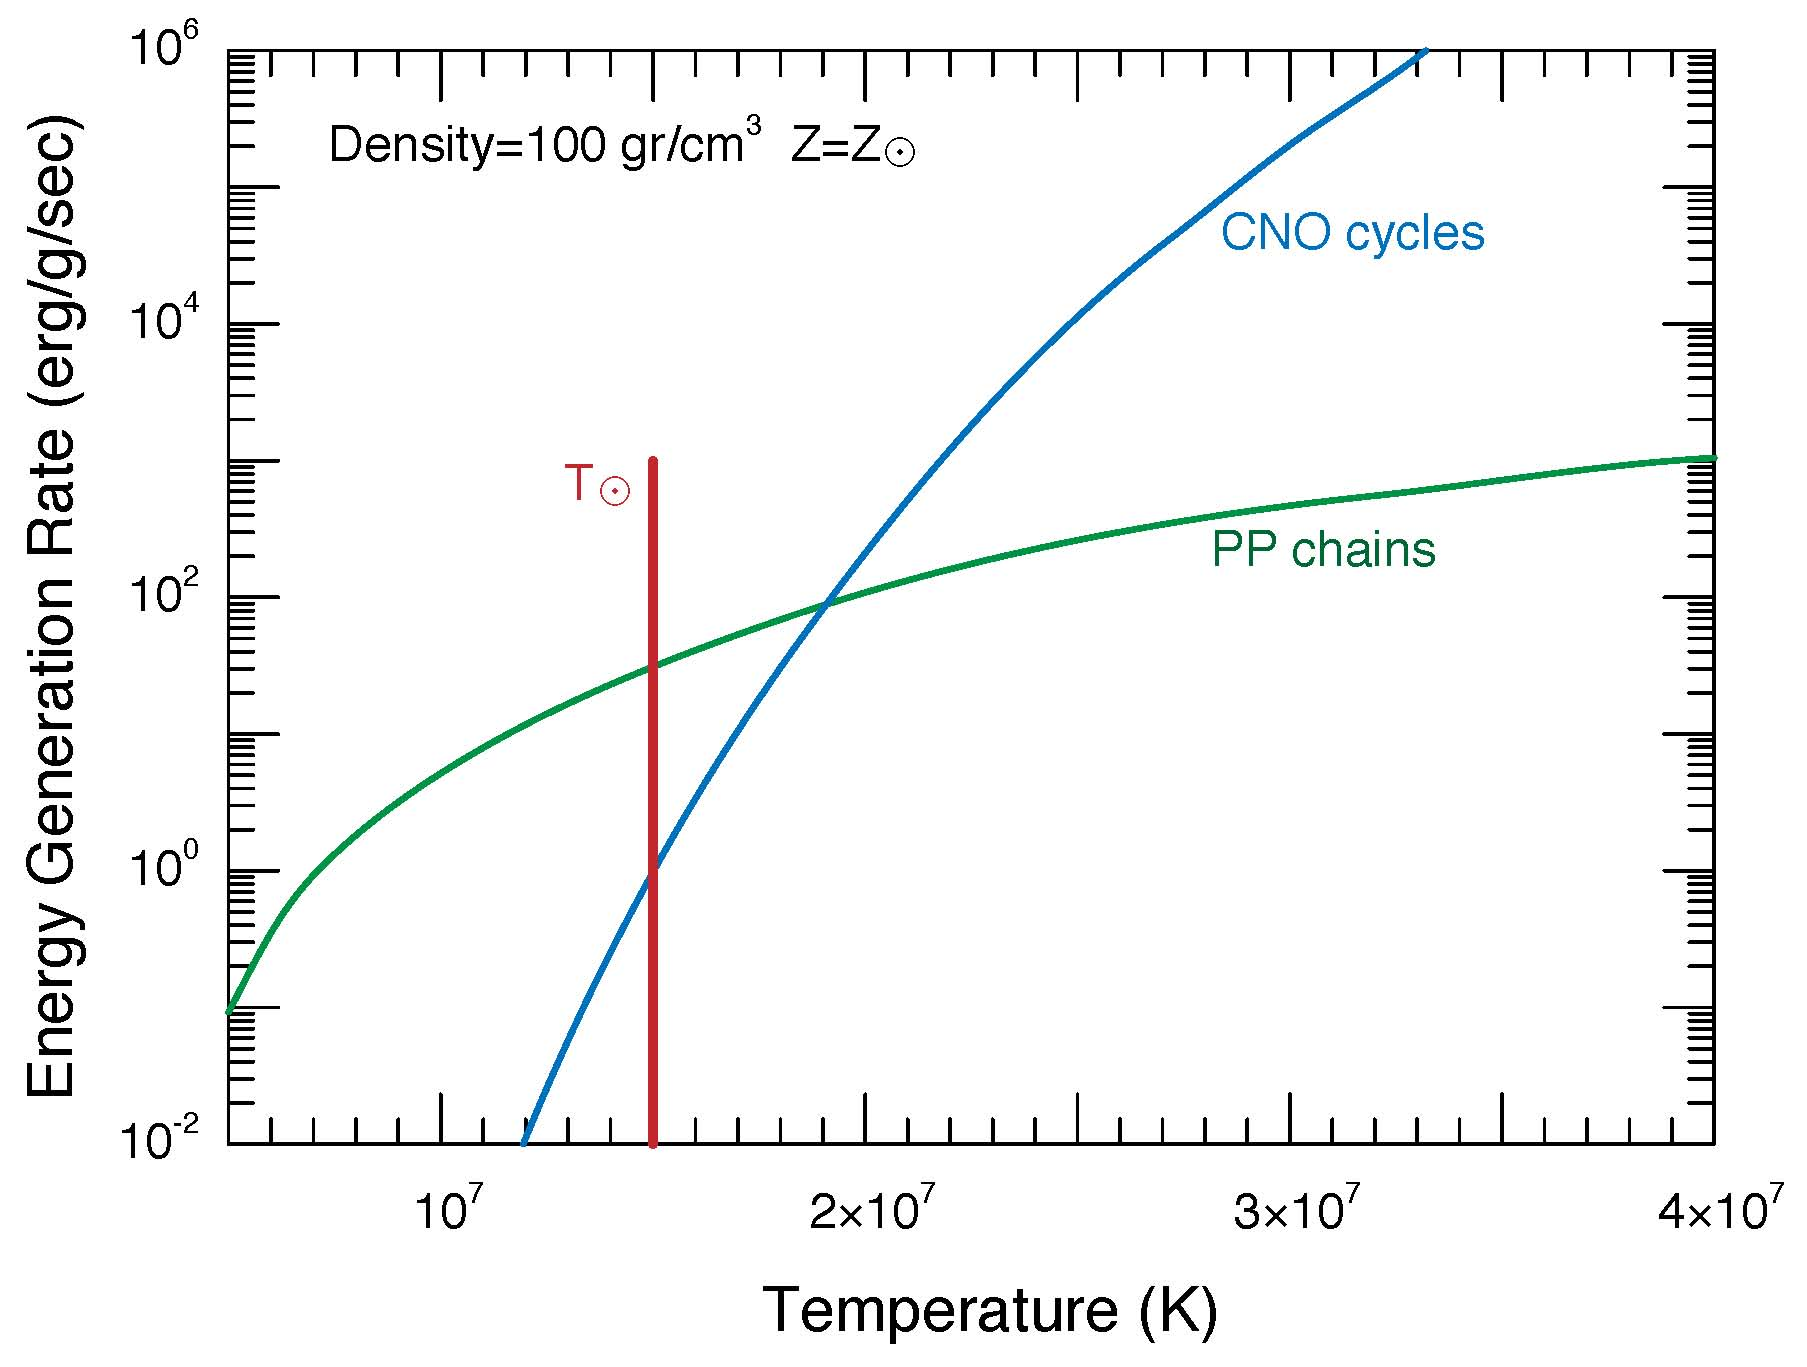 Energy Generation Rate (erg/g/sec)
10⁶
10⁴
10²
10⁰
10⁻²
Density=100 gr/cm³ Z=Z☉
CNO cycles
T☉
PP chains
10⁷
2×10⁷
3×10⁷
4×10⁷
Temperature (K)